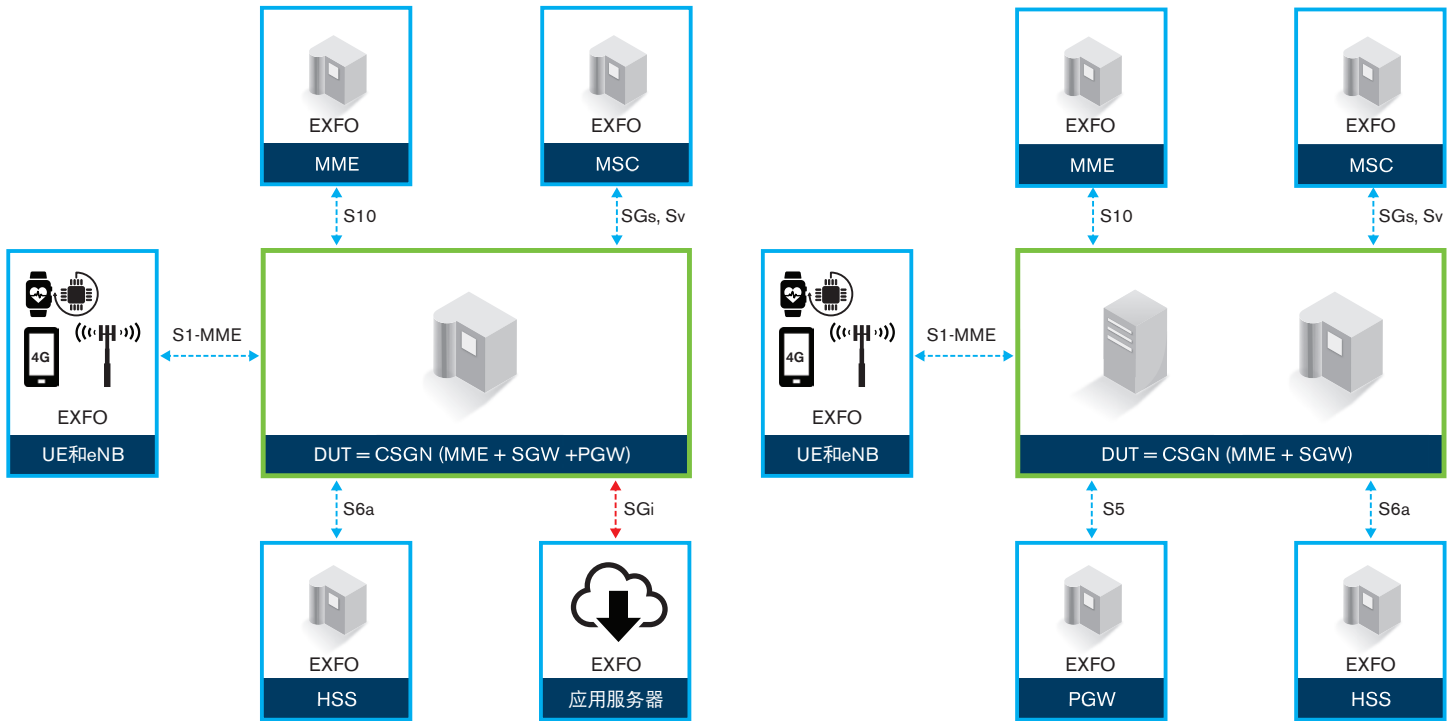 EXFO
MME
EXFO
MSC
S10
SGs, Sv
4G
EXFO
UE和eNB
S1-MME
DUT = CSGN (MME + SGW +PGW)
S6a
SGi
EXFO
HSS
EXFO
应用服务器
EXFO
MME
EXFO
MSC
S10
SGs, Sv
4G
EXFO
UE和eNB
S1-MME
DUT = CSGN (MME + SGW)
S5
S6a
EXFO
PGW
EXFO
HSS